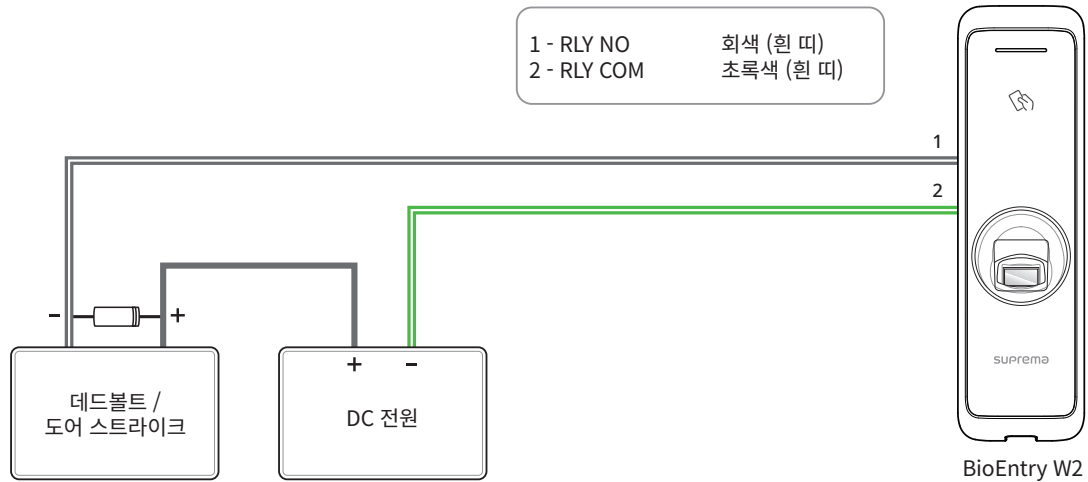 1 - RLY NO 회색 (흰 띠)
2 - RLY COM 초록색 (흰 띠)
1
2
- +
+ -
데드볼트 /
도어 스트라이크
DC 전원
suprema
BioEntry W2